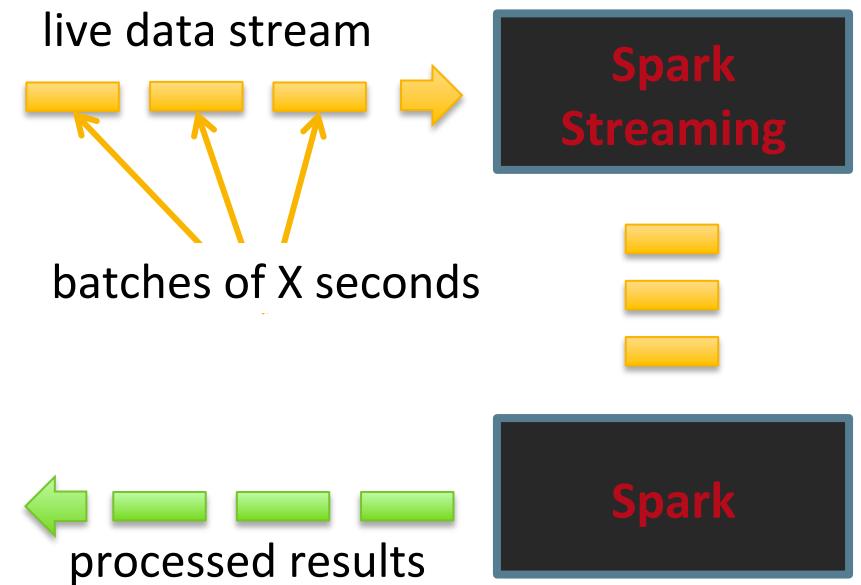 live data stream
Spark
Streaming
batches of X seconds
Spark
processed results